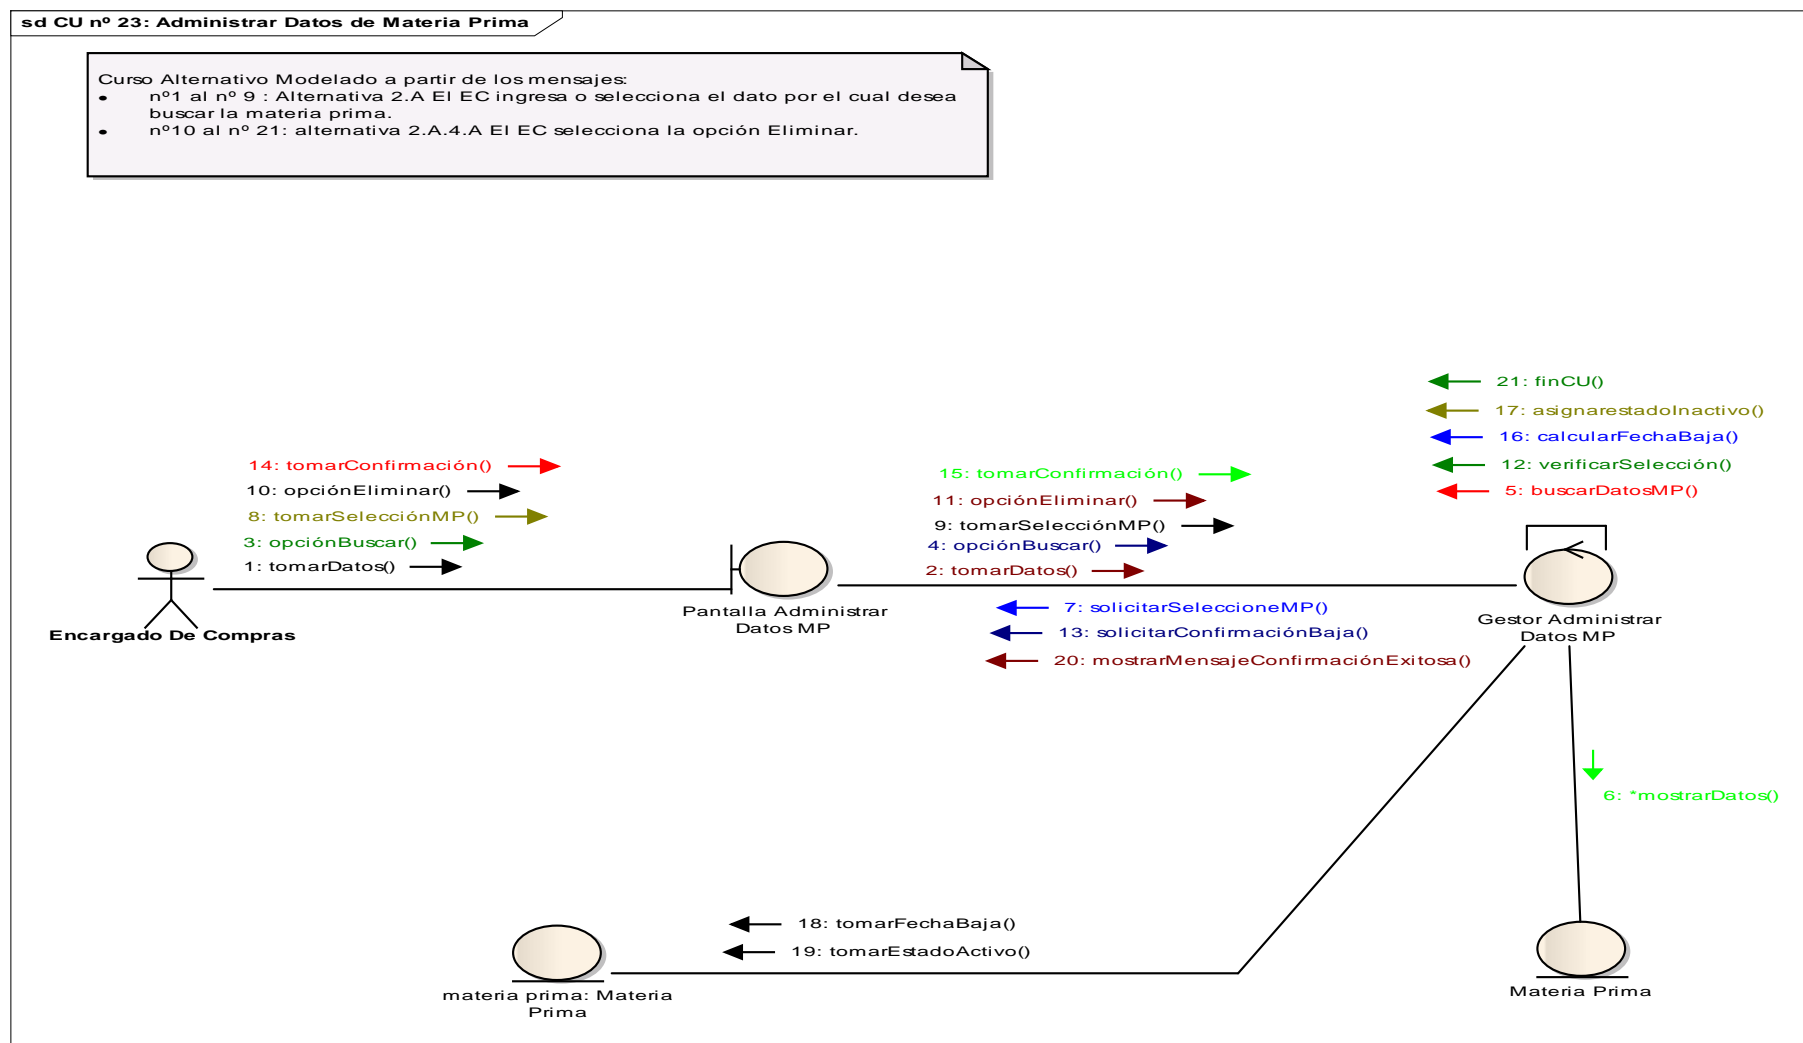 sd CU nº 23: Administrar Datos de Materia Prima
Curso Alternativo Modelado a partir de los mensajes:
• nº1 al nº 9 : Alternativa 2.A El EC ingresa o selecciona el dato por el cual desea
buscar la materia prima.
• nº10 al nº 21: alternativa 2.A.4.A El EC selecciona la opción Eliminar.
21: finCU()
17: asignarestadoInactivo()
16: calcularFechaBaja()
12: verificarSelección()
5: buscarDatosMP()
14: tomarConfirmación()
10: opciónEliminar()
8: tomarSelecciónMP()
3: opciónBuscar()
1: tomarDatos()
15: tomarConfirmación()
11: opciónEliminar()
9: tomarSelecciónMP()
4: opciónBuscar()
2: tomarDatos()
7: solicitarSeleccioneMP()
13: solicitarConfirmaciónBaja()
20: mostrarMensajeConfirmaciónExitosa()
Encargado De Compras
Pantalla Administrar
Datos MP
Gestor Administrar
Datos MP
6: *mostrarDatos()
18: tomarFechaBaja()
19: tomarEstadoActivo()
materia prima: Materia
Prima
Materia Prima